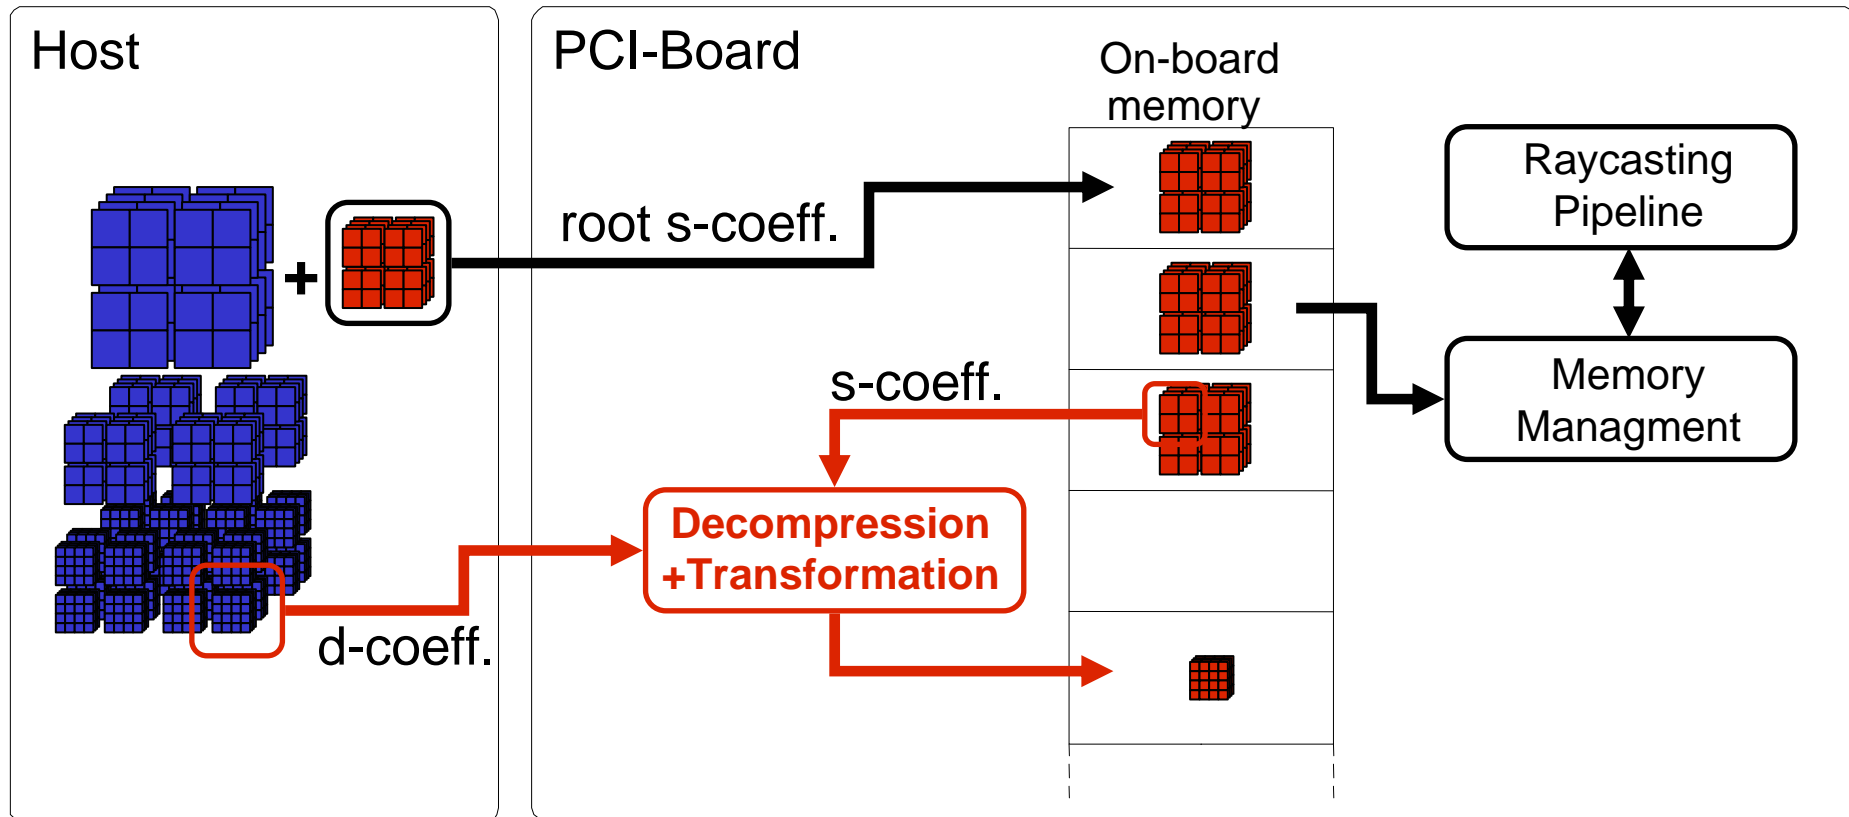 Host
PCI-Board
On-board
memory
Raycasting
Pipeline
root s-coeff.
+
s-coeff.
Memory
Managment
Decompression
+Transformation
d-coeff.